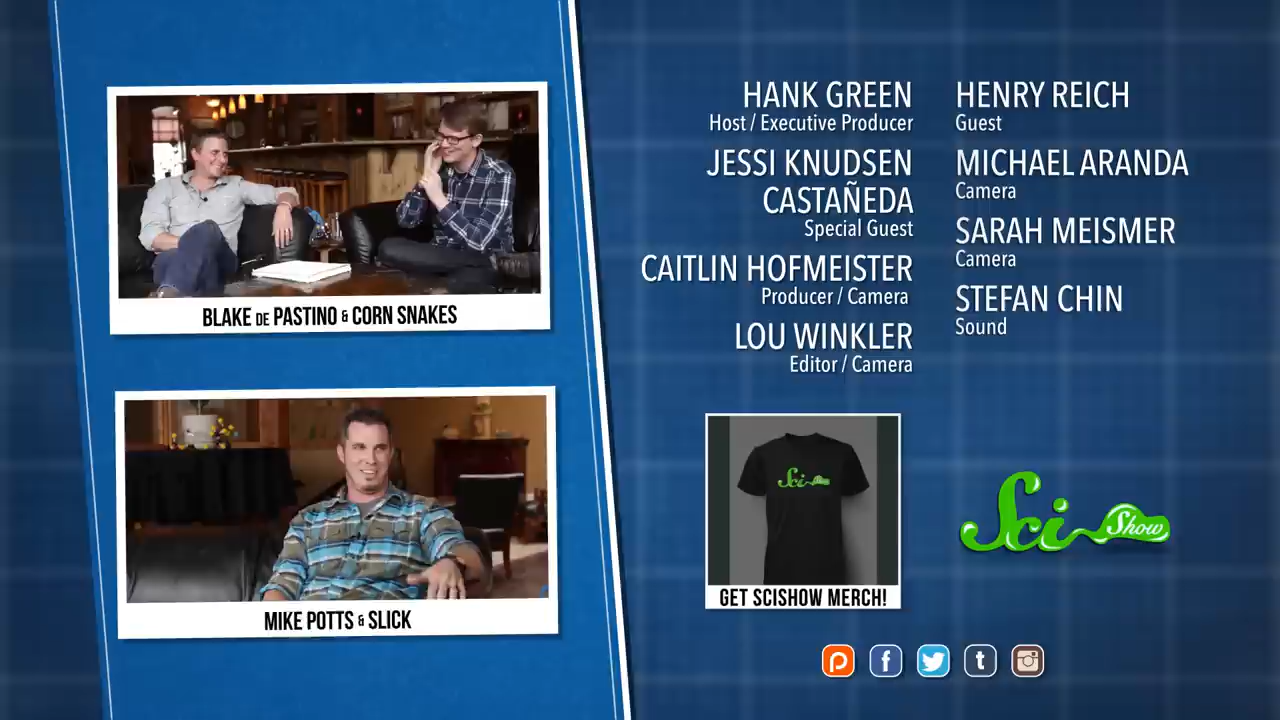 BLAKE DE PASTINO & CORN SNAKES
MIKE POTTS & SLICK
HANK GREEN
Host / Executive Producer
JESSI KNUDSEN
CASTAÑEDA
Special Guest
CAITLIN HOFMEISTER
Producer / Camera
LOU WINKLER
Editor / Camera
HENRY REICH
Guest
MICHAEL ARANDA
Camera
SARAH MEISMER
Camera
STEFAN CHIN
Sound
Sci Show
GET SCISHOW MERCH!
Sci Show